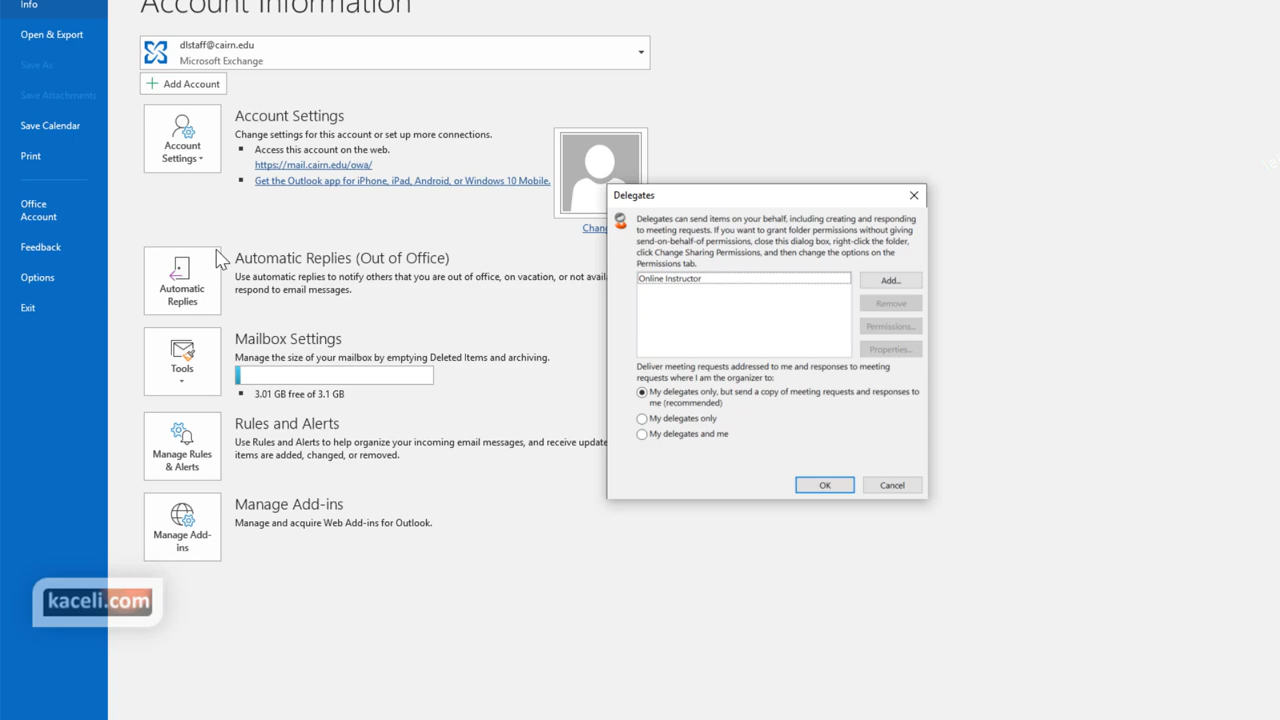 Info
Account Information
Open & Export
Save As
Save Attachments
Save Calendar
Print
Office
Account
Feedback
Options
Exit
dlstaff@cairn.edu
Microsoft Exchange
Add Account
Account
Settings
Account Settings
Change settings for this account or set up more connections.
Access this account on the web.
https://mail.cairn.edu/owa/
Get the Outlook app for iPhone, iPad, Android, or Windows 10 Mobile.
Automatic
Replies
Automatic Replies (Out of Office)
Use automatic replies to notify others that you are out of office, on vacation, or not
respond to email messages.
Tools
Mailbox Settings
Manage the size of your mailbox by emptying Deleted Items and archiving.
3.01 GB free of 3.1 GB
Manage Rules
& Alerts
Rules and Alerts
Use Rules and Alerts to help organize your incoming email messages, and receive update
items are added, changed, or removed.
Manage Add-
ins
Manage Add-ins
Manage and acquire Web Add-ins for Outlook.
Delegates
Delegates can send items on your behalf, including creating and responding
to meeting requests. If you want to grant folder permissions without giving
send-on-behalf-of permissions, close this dialog box, right-click the folder,
click Change Sharing Permissions, and then change the options on the
Permissions tab.
Online Instructor
Add...
Remove
Permissions...
Properties...
Deliver meeting requests addressed to me and responses to meeting
requests where I am the organizer to:
My delegates only, but send a copy of meeting requests and responses to
me (recommended)
My delegates only
My delegates and me
OK
Cancel
kaceli.com